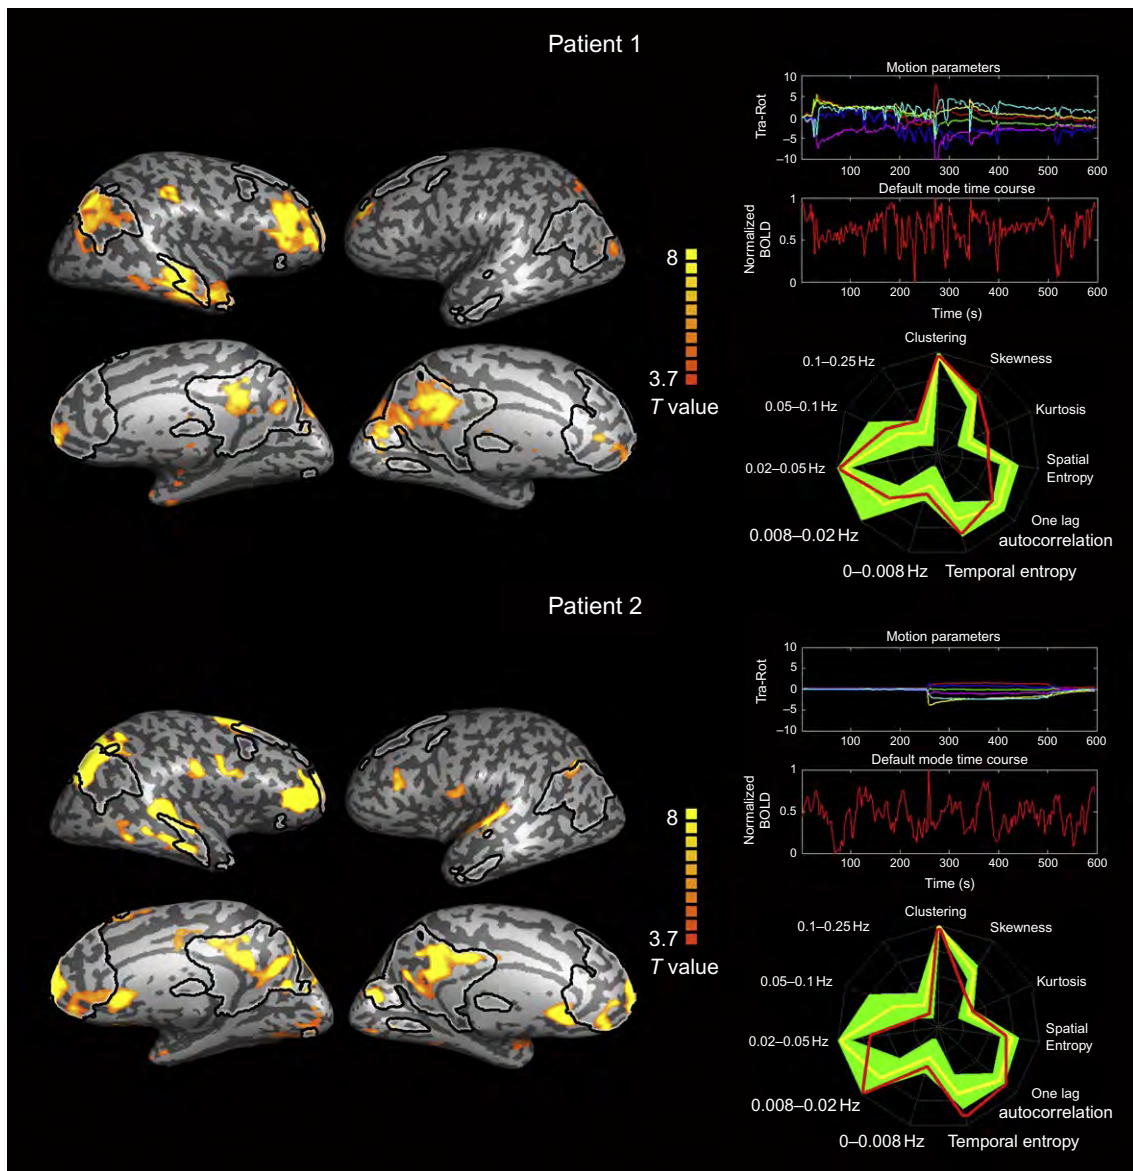 Patient 1
Motion parameters
Tra-Rot
10
5
0
–5
–10
100 200 300 400 500 600
Default mode time course
Normalized
BOLD
1
0.5
0
100 200 300 400 500 600
Time (s)
8
3.7
T value
Clustering
Skewness
Kurtosis
Spatial
Entropy
One lag
autocorrelation
Temporal entropy
0–0.008 Hz
0.008–0.02 Hz
0.02–0.05 Hz
0.05–0.1 Hz
0.1–0.25 Hz
Patient 2
Motion parameters
Tra-Rot
10
5
0
–5
–10
100 200 300 400 500 600
Default mode time course
Normalized
BOLD
1
0.5
0
100 200 300 400 500 600
Time (s)
8
3.7
T value
Clustering
Skewness
Kurtosis
Spatial
Entropy
One lag
autocorrelation
Temporal entropy
0–0.008 Hz
0.008–0.02 Hz
0.02–0.05 Hz
0.05–0.1 Hz
0.1–0.25 Hz